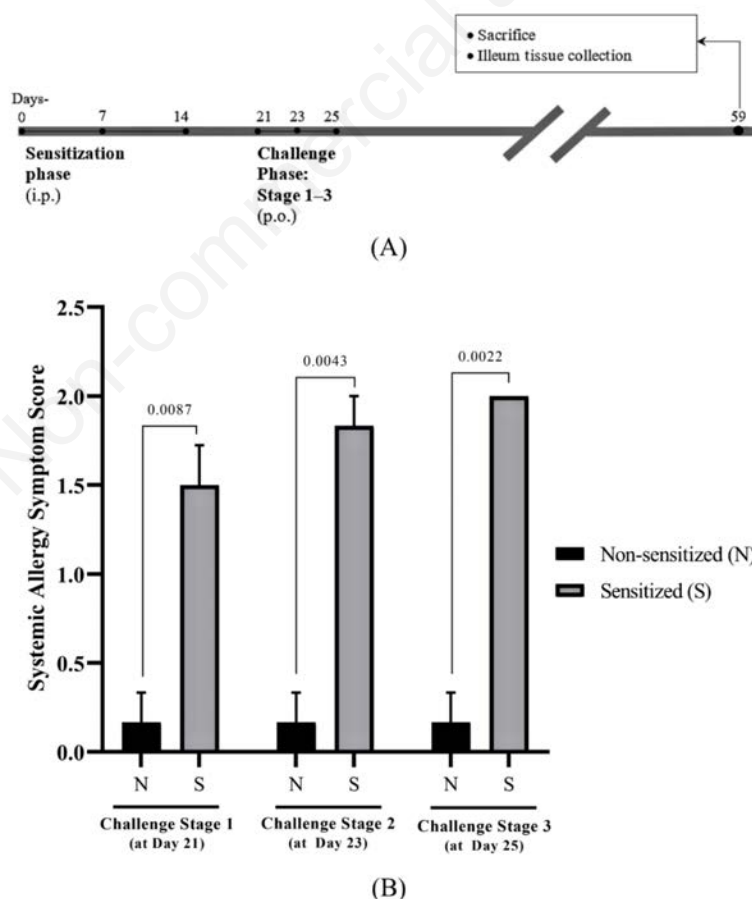 • Sacrifice
• Illeum tissue collection
Days-
0 7 14 21 23 25 59
Sensitization
phase
(i.p.)
Challenge
Phase:
Stage 1–3
(p.o.)
(A)
Systemic Allergy Symptom Score
2.5
2.0
1.5
1.0
0.5
0.0
0.0087
0.0043
0.0022
N S N S N S
Challenge Stage 1
(at Day 21)
Challenge Stage 2
(at Day 23)
Challenge Stage 3
(at Day 25)
Non-sensitized (N)
Sensitized (S)
(B)
Non-commercial